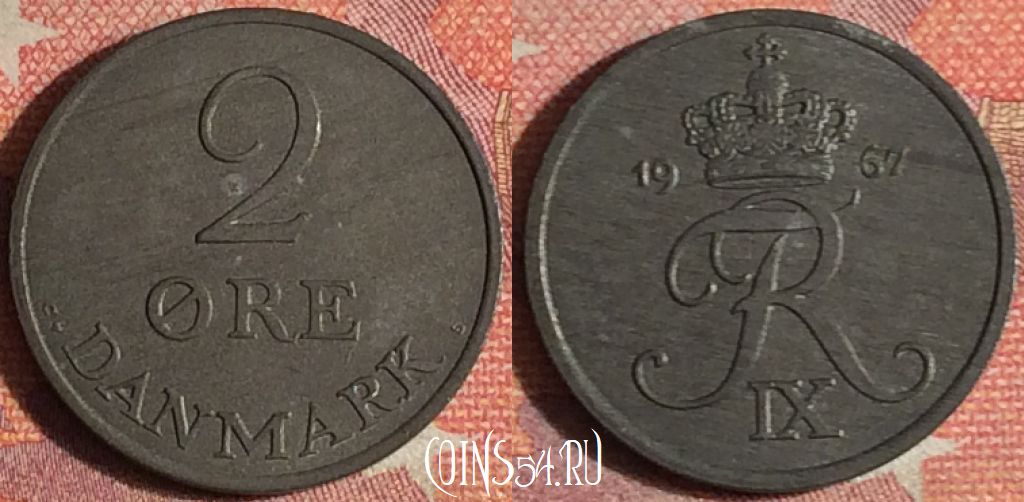 2
ØRE
DANMARK
S
19 67
FR
IX
COINS54.RU